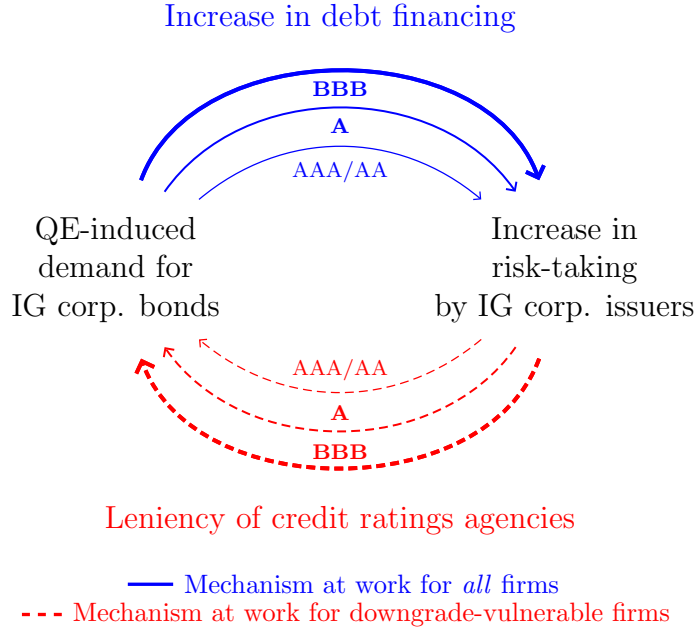 Increase in debt financing
BBB
A
AAA/AA
QE-induced
demand for
IG corp. bonds
Increase in
risk-taking
by IG corp. issuers
AAA/AA
A
BBB
Leniency of credit ratings agencies
Mechanism at work for all firms
Mechanism at work for downgrade-vulnerable firms